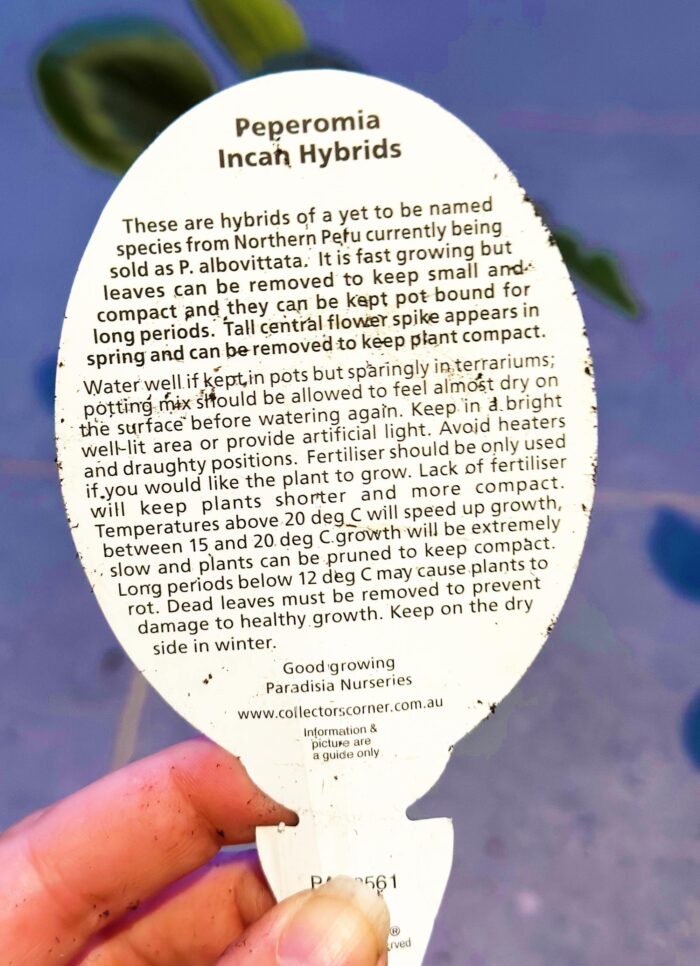 Peperomia
Incan Hybrids
These are hybrids of a yet to be named
species from Northern Peru currently being
sold as P. albovittata. It is fast growing but
leaves can be removed to keep small and
compact and they can be kept pot bound for
long periods. Tall central flower spike appears in
spring and can be removed to keep plant compact.
Water well if kept in pots but sparingly in terrariums;
potting mix should be allowed to feel almost dry on
the surface before watering again. Keep in a bright
well-lit area or provide artificial light. Avoid heaters
and draughty positions. Fertiliser should be only used
if you would like the plant to grow. Lack of fertiliser
will keep plants shorter and more compact.
Temperatures above 20 deg C will speed up growth,
between 15 and 20 deg C growth will be extremely
slow and plants can be pruned to keep compact.
Long periods below 12 deg C may cause plants to
rot. Dead leaves must be removed to prevent
damage to healthy growth. Keep on the dry
side in winter.
Good growing
Paradisia Nurseries
www.collectorscorner.com.au
Information &
picture are
a guide only
561
®
rved